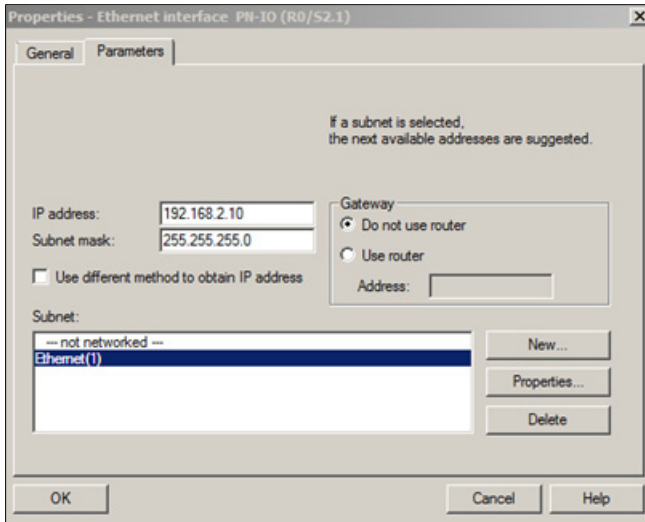 Properties - Ethernet interface PN-IO (R0/S2.1)
General
Parameters
If a subnet is selected,
the next available addresses are suggested.
IP address:
192.168.2.10
Subnet mask:
255.255.255.0
Use different method to obtain IP address
Gateway
Do not use router
Use router
Address:
Subnet:
--- not networked ---
Ethernet(1)
New...
Properties...
Delete
OK
Cancel
Help